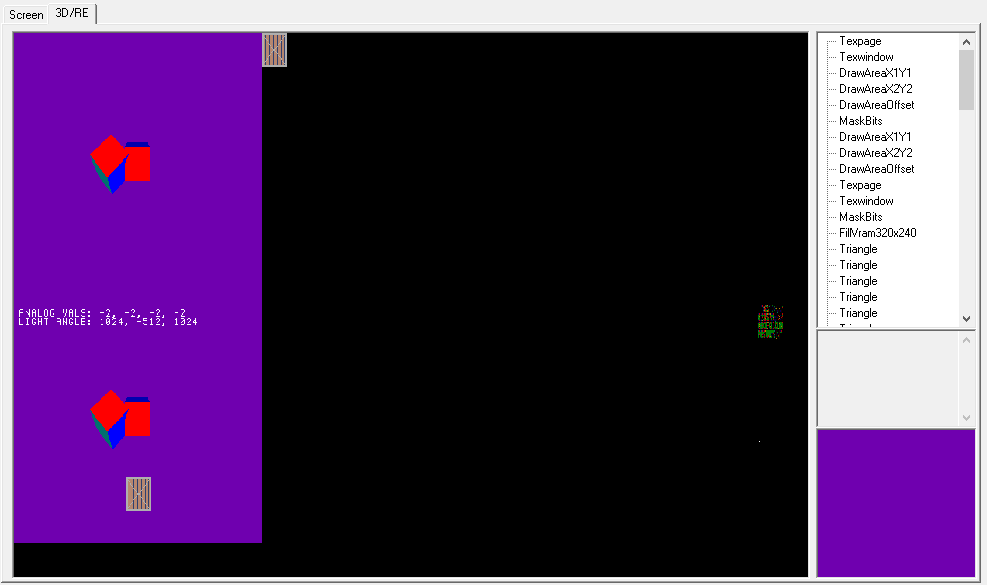 Screen
3D/RE
ANALOG VALS: -2, -2, -2, -2
LIGHT ANGLE: 1024, -512, 1024
Texpage
Texwindow
DrawAreaX1Y1
DrawAreaX2Y2
DrawAreaOffset
MaskBits
DrawAreaX1Y1
DrawAreaX2Y2
DrawAreaOffset
Texpage
Texwindow
MaskBits
FillVram320x240
Triangle
Triangle
Triangle
Triangle
Triangle